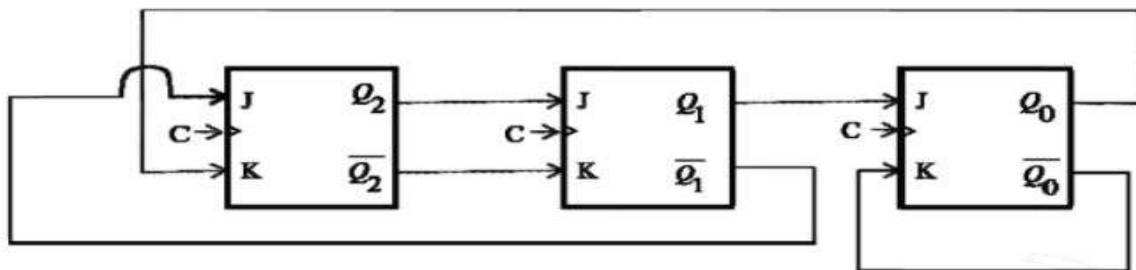 J Q₂ J Q₁ J Q₀
C C C
K Q̅₂ K Q̅₁ K Q̅₀